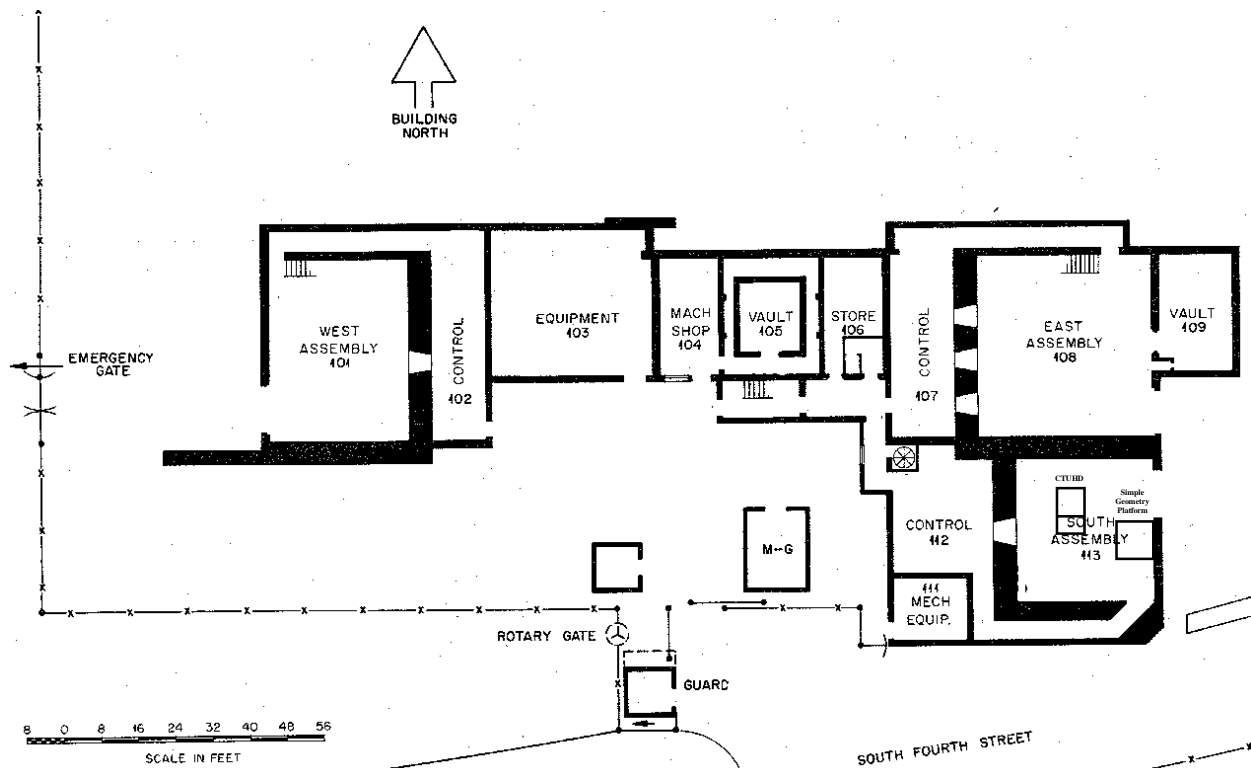 BUILDING
NORTH
EMERGENCY
GATE
WEST
ASSEMBLY
101
CONTROL
102
EQUIPMENT
103
MACH
SHOP
104
VAULT
105
STORE
106
CONTROL
107
EAST
ASSEMBLY
108
VAULT
109
CTUHD
Simple
Geometry
Platform
SOUTH
ASSEMBLY
113
CONTROL
112
111
MECH
EQUIP.
M-G
ROTARY GATE
GUARD
8 0 8 16 24 32 40 48 56
SCALE IN FEET
SOUTH FOURTH STREET